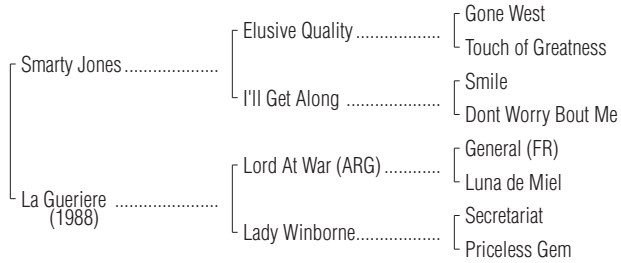 Gone West
Elusive Quality ..................
Touch of Greatness
Smarty Jones ....................
Smile
I'll Get Along ....................
Dont Worry Bout Me
General (FR)
Lord At War (ARG) ............
Luna de Miel
La Gueriere ......................
(1988)
Secretariat
Lady Winborne..................
Priceless Gem